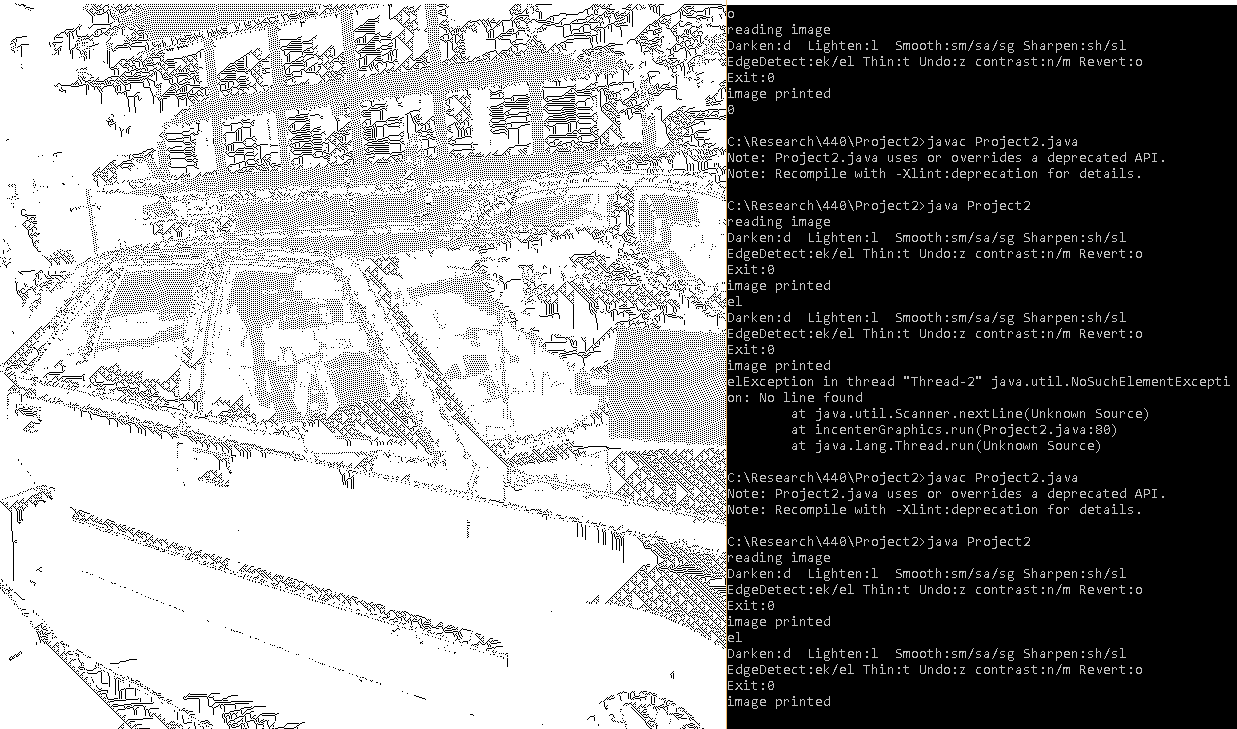 o
reading image
Darken:d  Lighten:l  Smooth:sm/sa/sg Sharpen:sh/sl
EdgeDetect:ek/el Thin:t Undo:z contrast:n/m Revert:o
Exit:0
image printed
0
C:\Research\440\Project2>javac Project2.java
Note: Project2.java uses or overrides a deprecated API.
Note: Recompile with -Xlint:deprecation for details.
C:\Research\440\Project2>java Project2
reading image
Darken:d  Lighten:l  Smooth:sm/sa/sg Sharpen:sh/sl
EdgeDetect:ek/el Thin:t Undo:z contrast:n/m Revert:o
Exit:0
image printed
el
Darken:d  Lighten:l  Smooth:sm/sa/sg Sharpen:sh/sl
EdgeDetect:ek/el Thin:t Undo:z contrast:n/m Revert:o
Exit:0
image printed
elException in thread "Thread-2" java.util.NoSuchElementExcepti
on: No line found
        at java.util.Scanner.nextLine(Unknown Source)
        at incenterGraphics.run(Project2.java:80)
        at java.lang.Thread.run(Unknown Source)
C:\Research\440\Project2>javac Project2.java
Note: Project2.java uses or overrides a deprecated API.
Note: Recompile with -Xlint:deprecation for details.
C:\Research\440\Project2>java Project2
reading image
Darken:d  Lighten:l  Smooth:sm/sa/sg Sharpen:sh/sl
EdgeDetect:ek/el Thin:t Undo:z contrast:n/m Revert:o
Exit:0
image printed
el
Darken:d  Lighten:l  Smooth:sm/sa/sg Sharpen:sh/sl
EdgeDetect:ek/el Thin:t Undo:z contrast:n/m Revert:o
Exit:0
image printed